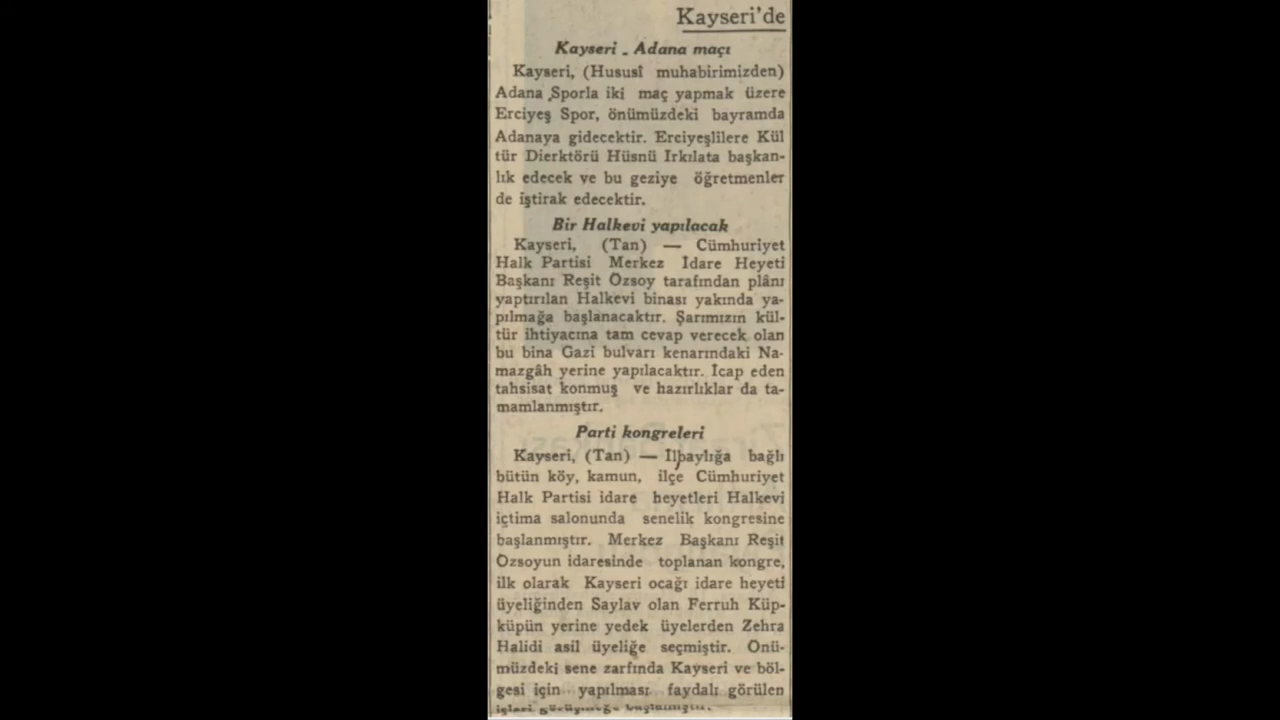 Kayseri'de
Kayseri - Adana maçı
Kayseri, (Hususî muhabirimizden)
Adana Sporla iki maç yapmak üzere
Erciyeş Spor, önümüzdeki bayramda
Adanaya gidecektir. Erciyeşlilere Kül
tür Dierktörü Hüsnü Irkılata başkan-
lık edecek ve bu geziye öğretmenler
de iştirak edecektir.
Bir Halkevi yapılacak
Kayseri, (Tan) — Cümhuriyet
Halk Partisi Merkez İdare Heyeti
Başkanı Reşit Özsoy tarafından plânı
yaptırılan Halkevi binası yakında ya-
pılmağa başlanacaktır. Şarımızın kül-
tür ihtiyacına tam cevap verecek olan
bu bina Gazi bulvarı kenarındaki Na-
mazgâh yerine yapılacaktır. İcap eden
tahsisat konmuş ve hazırlıklar da ta-
mamlanmıştır.
Parti kongreleri
Kayseri, (Tan) — İlbaylığa bağlı
bütün köy, kamun, ilçe Cümhuriyet
Halk Partisi idare heyetleri Halkevi
içtima salonunda senelik kongresine
başlanmıştır. Merkez Başkanı Reşit
Özsoyun idaresinde toplanan kongre,
ilk olarak Kayseri ocağı idare heyeti
üyeliğinden Saylav olan Ferruh Küp-
küpün yerine yedek üyelerden Zehra
Halidi asil üyeliğe seçmiştir. Önü-
müzdeki sene zarfında Kayseri ve böl-
gesi için yapılması faydalı görülen
işleri görüşmeğe başlamıştır.